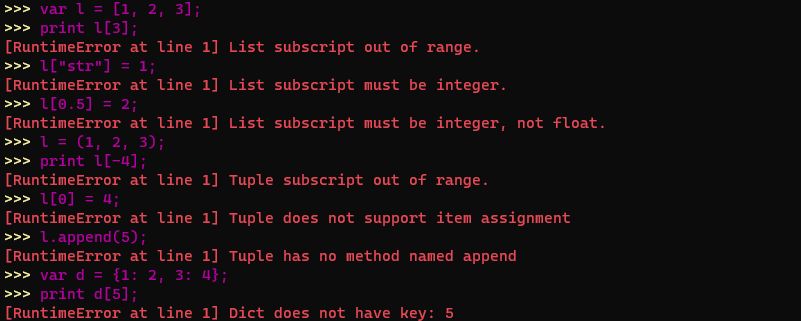 >>> var l = [1, 2, 3];
>>> print l[3];
[RuntimeError at line 1] List subscript out of range.
>>> l["str"] = 1;
[RuntimeError at line 1] List subscript must be integer.
>>> l[0.5] = 2;
[RuntimeError at line 1] List subscript must be integer, not float.
>>> l = (1, 2, 3);
>>> print l[-4];
[RuntimeError at line 1] Tuple subscript out of range.
>>> l[0] = 4;
[RuntimeError at line 1] Tuple does not support item assignment
>>> l.append(5);
[RuntimeError at line 1] Tuple has no method named append
>>> var d = {1: 2, 3: 4};
>>> print d[5];
[RuntimeError at line 1] Dict does not have key: 5